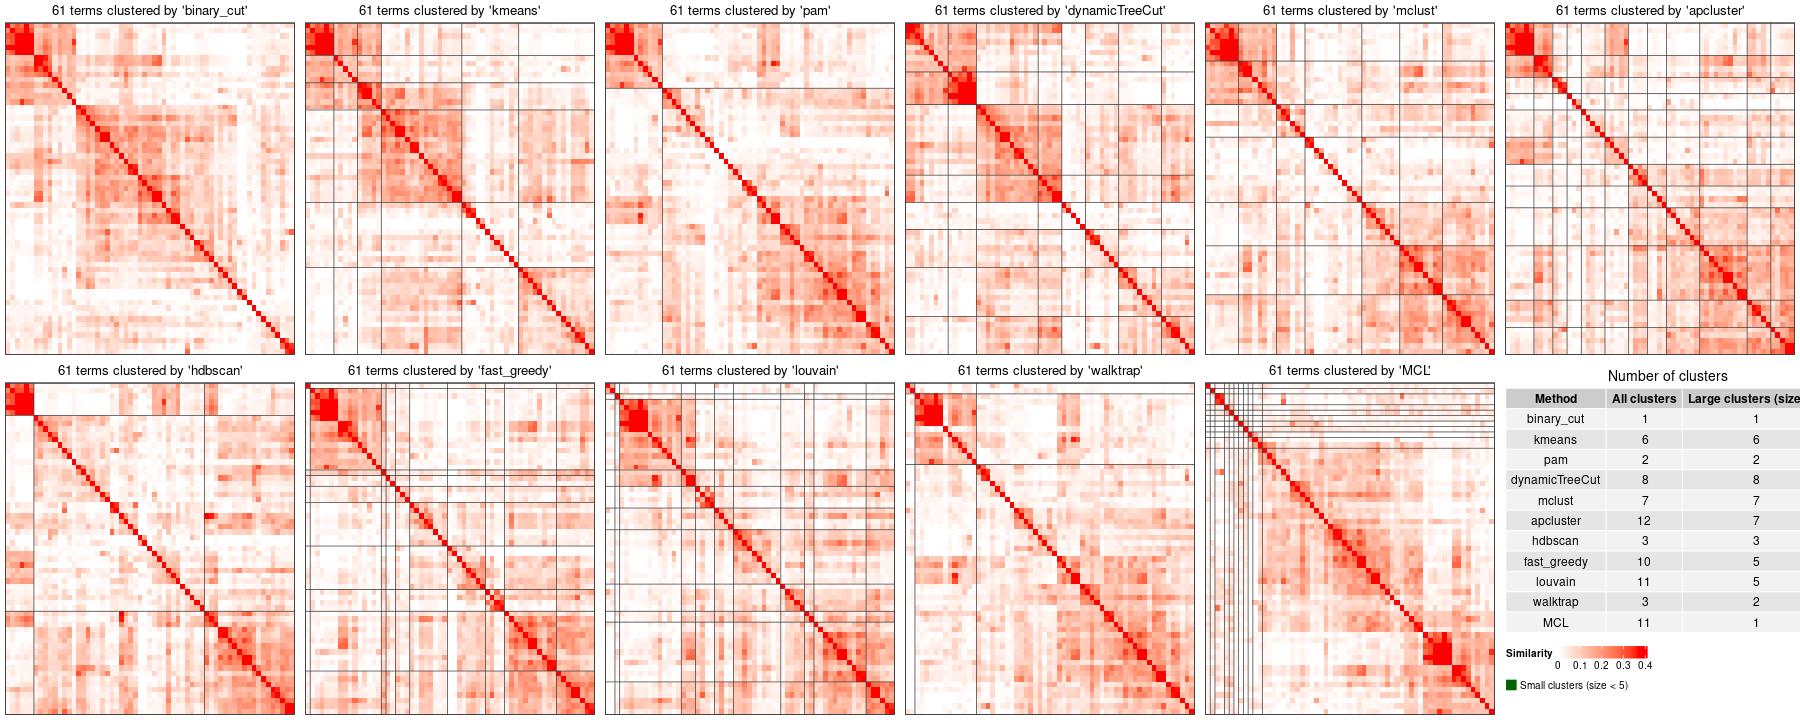 61 terms clustered by 'binary_cut'
61 terms clustered by 'kmeans'
61 terms clustered by 'pam'
61 terms clustered by 'dynamicTreeCut'
61 terms clustered by 'mclust'
61 terms clustered by 'apcluster'
61 terms clustered by 'hdbscan'
61 terms clustered by 'fast_greedy'
61 terms clustered by 'louvain'
61 terms clustered by 'walktrap'
61 terms clustered by 'MCL'
Number of clusters
Method All clusters Large clusters (size
binary_cut 1 1
kmeans 6 6
pam 2 2
dynamicTreeCut 8 8
mclust 7 7
apcluster 12 7
hdbscan 3 3
fast_greedy 10 5
louvain 11 5
walktrap 3 2
MCL 11 1
Similarity
0 0.1 0.2 0.3 0.4
Small clusters (size < 5)